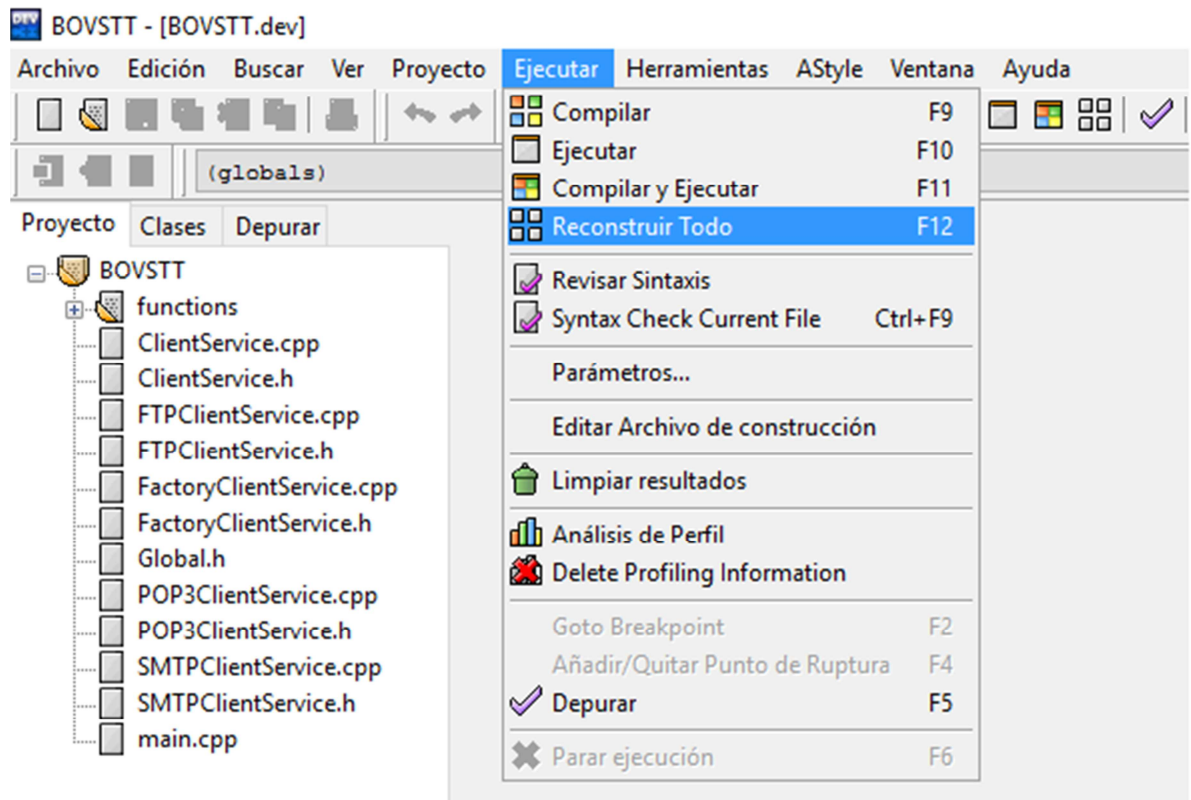 BOVSTT - [BOVSTT.dev]
Archivo Edición Buscar Ver Proyecto Ejecutar Herramientas AStyle Ventana Ayuda
(globals)
Proyecto Clases Depurar
BOVSTT
functions
ClientService.cpp
ClientService.h
FTPClientService.cpp
FTPClientService.h
FactoryClientService.cpp
FactoryClientService.h
Global.h
POP3ClientService.cpp
POP3ClientService.h
SMTPClientService.cpp
SMTPClientService.h
main.cpp
Compilar F9
Ejecutar F10
Compilar y Ejecutar F11
Reconstruir Todo F12
Revisar Sintaxis
Syntax Check Current File Ctrl+F9
Parámetros...
Editar Archivo de construcción
Limpiar resultados
Análisis de Perfil
Delete Profiling Information
Goto Breakpoint F2
Añadir/Quitar Punto de Ruptura F4
Depurar F5
Parar ejecución F6